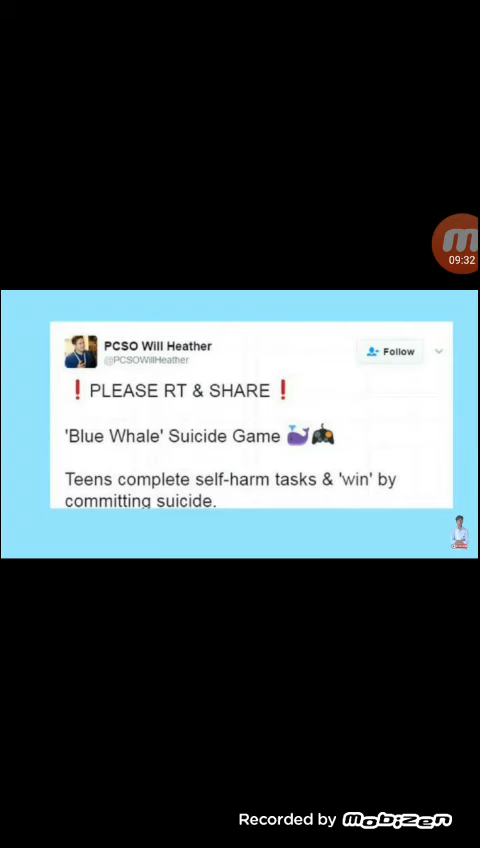 m
09:32
PCSO Will Heather
@PCSOWillHeather
Follow
❗PLEASE RT & SHARE❗
'Blue Whale' Suicide Game 🐳🎮
Teens complete self-harm tasks & 'win' by
committing suicide.
Recorded by Mobizen